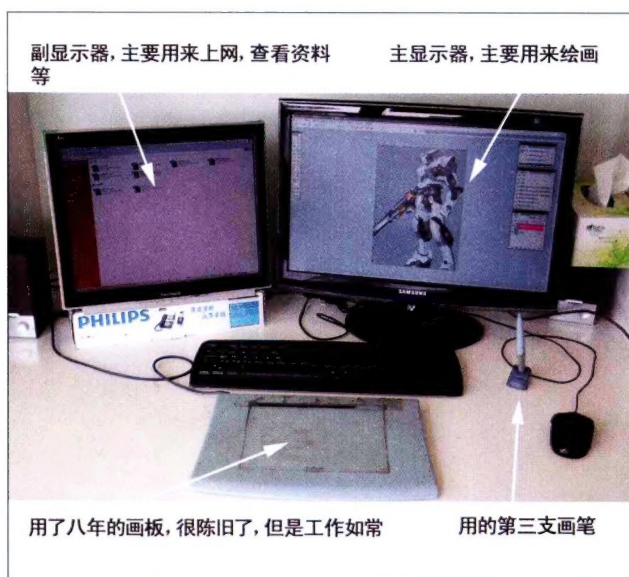 副显示器，主要用来上网，查看资料
等
主显示器，主要用来绘画
SAMSUNG
PHILIPS
用了八年的画板，很陈旧了，但是工作如常
用的第三支画笔